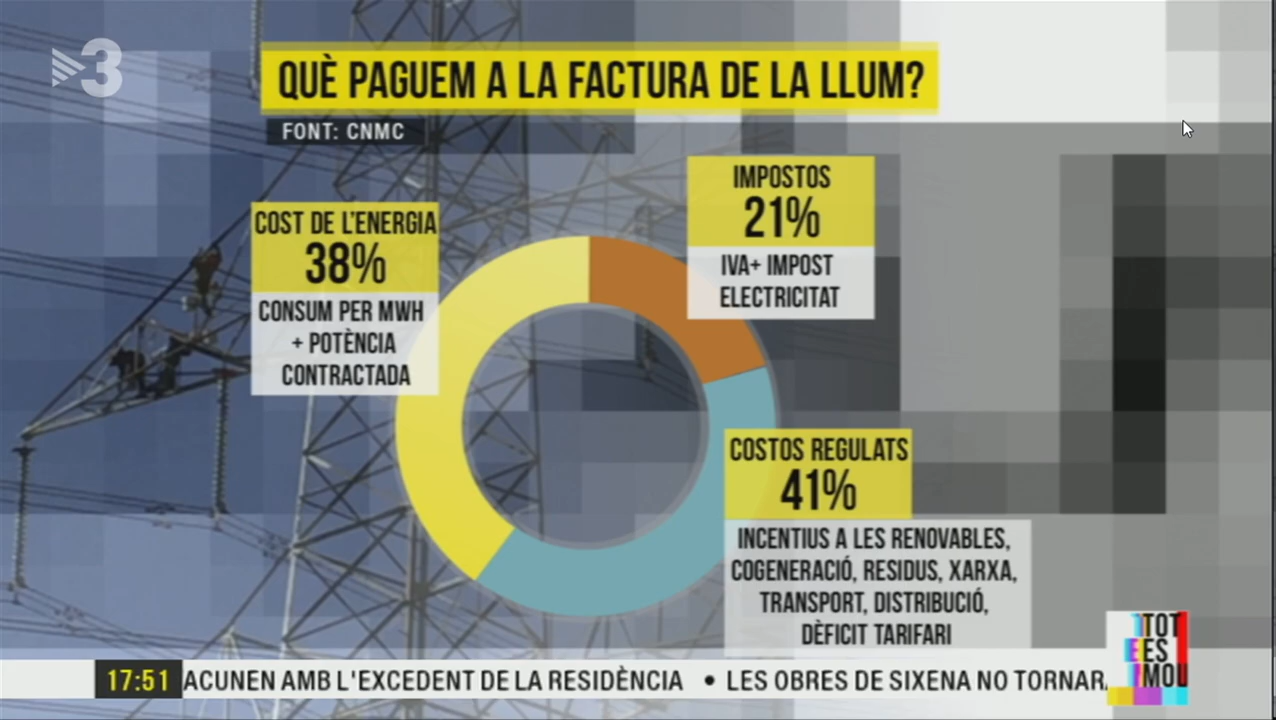 3
QUÈ PAGUEM A LA FACTURA DE LA LLUM?
FONT: CNMC
IMPOSTOS
21%
IVA+ IMPOST
ELECTRICITAT
COST DE L'ENERGIA
38%
CONSUM PER MWH
+ POTÈNCIA
CONTRACTADA
COSTOS REGULATS
41%
INCENTIUS A LES RENOVABLES,
COGENERACIÓ, RESIDUS, XARXA,
TRANSPORT, DISTRIBUCIÓ,
DÈFICIT TARIFARI
TOT
ES
MOU
17:51 ACUNEN AMB L'EXCEDENT DE LA RESIDÈNCIA • LES OBRES DE SIXENA NO TORNAR